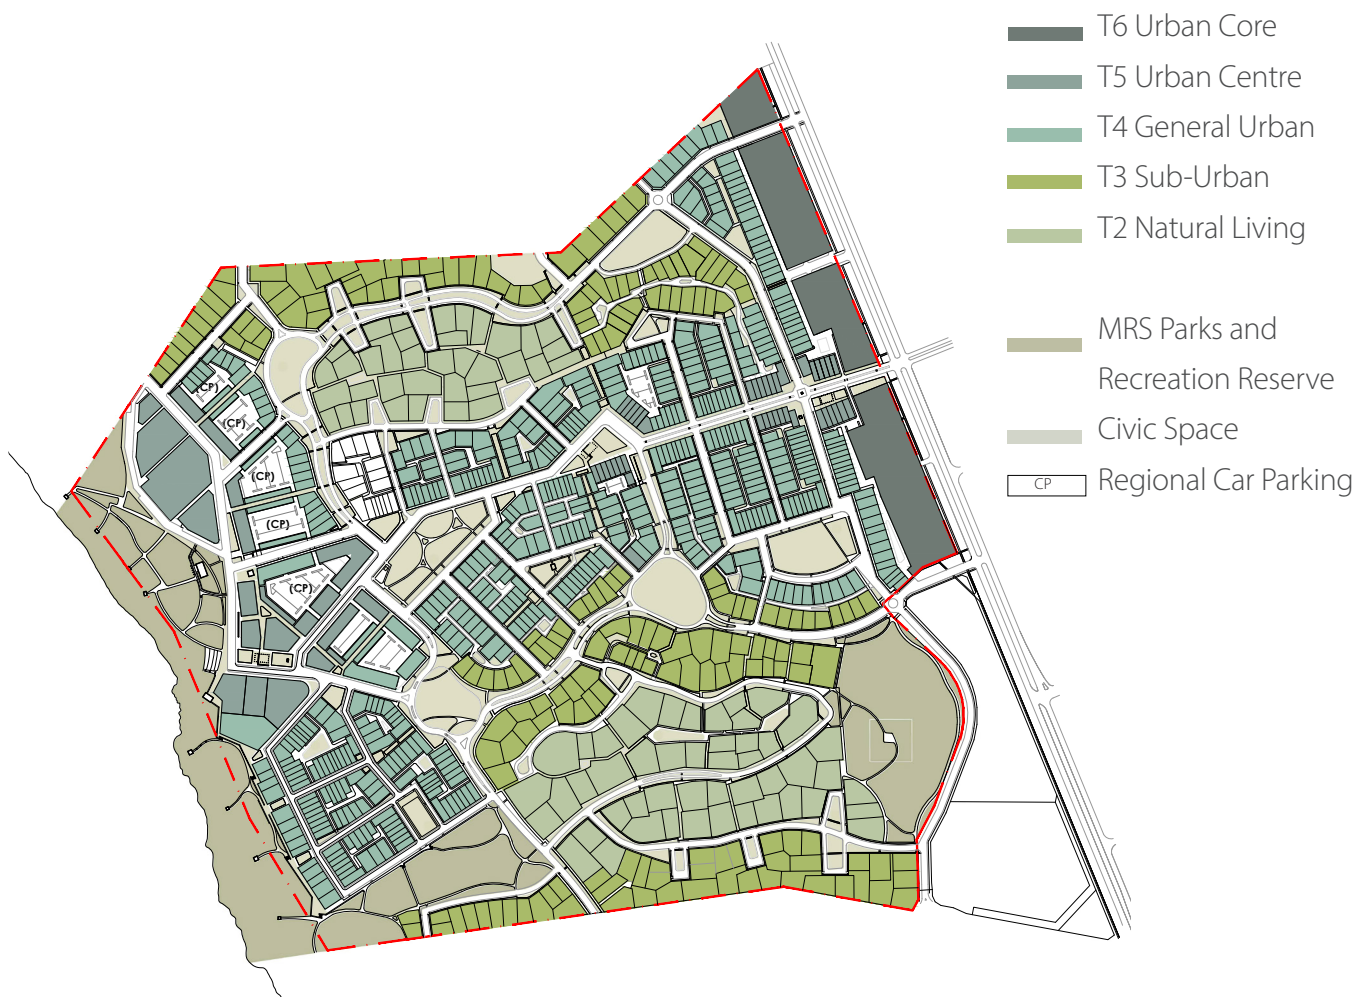 T6 Urban Core
T5 Urban Centre
T4 General Urban
T3 Sub-Urban
T2 Natural Living
MRS Parks and
Recreation Reserve
Civic Space
CP Regional Car Parking
(CP)
(CP)
(CP)
(CP)
(CP)